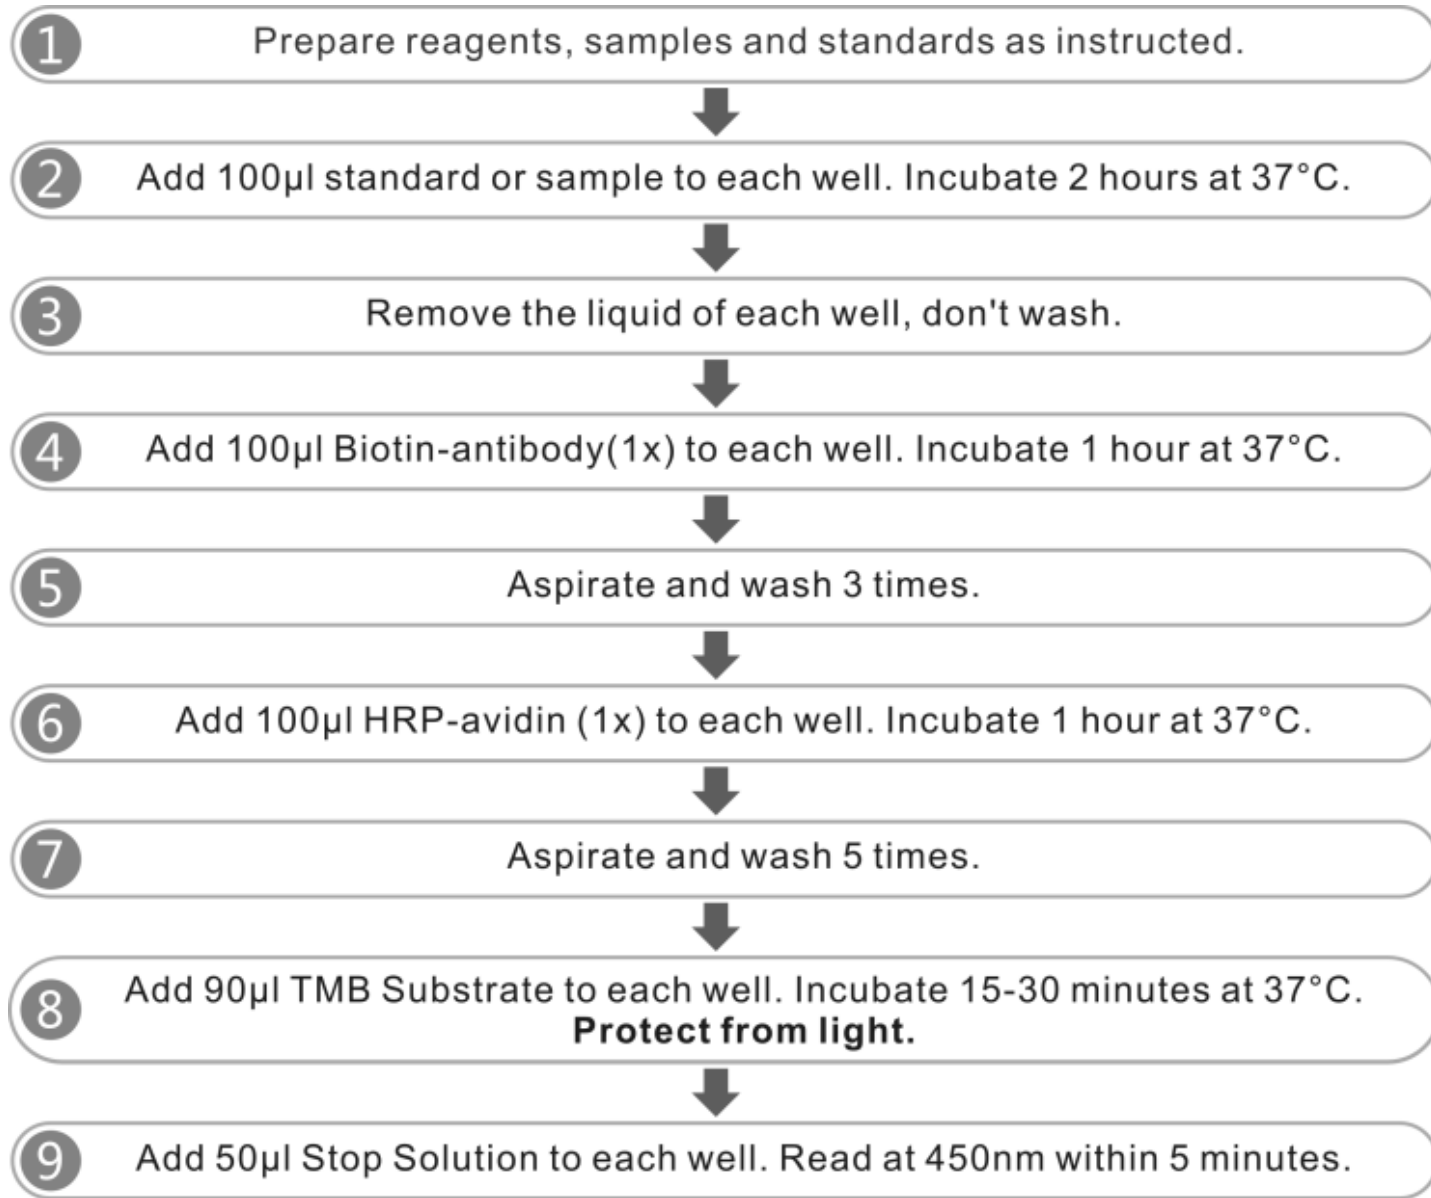 1 Prepare reagents, samples and standards as instructed.
2 Add 100µl standard or sample to each well. Incubate 2 hours at 37°C.
3 Remove the liquid of each well, don't wash.
4 Add 100µl Biotin-antibody(1x) to each well. Incubate 1 hour at 37°C.
5 Aspirate and wash 3 times.
6 Add 100µl HRP-avidin (1x) to each well. Incubate 1 hour at 37°C.
7 Aspirate and wash 5 times.
8 Add 90µl TMB Substrate to each well. Incubate 15-30 minutes at 37°C.
Protect from light.
9 Add 50µl Stop Solution to each well. Read at 450nm within 5 minutes.